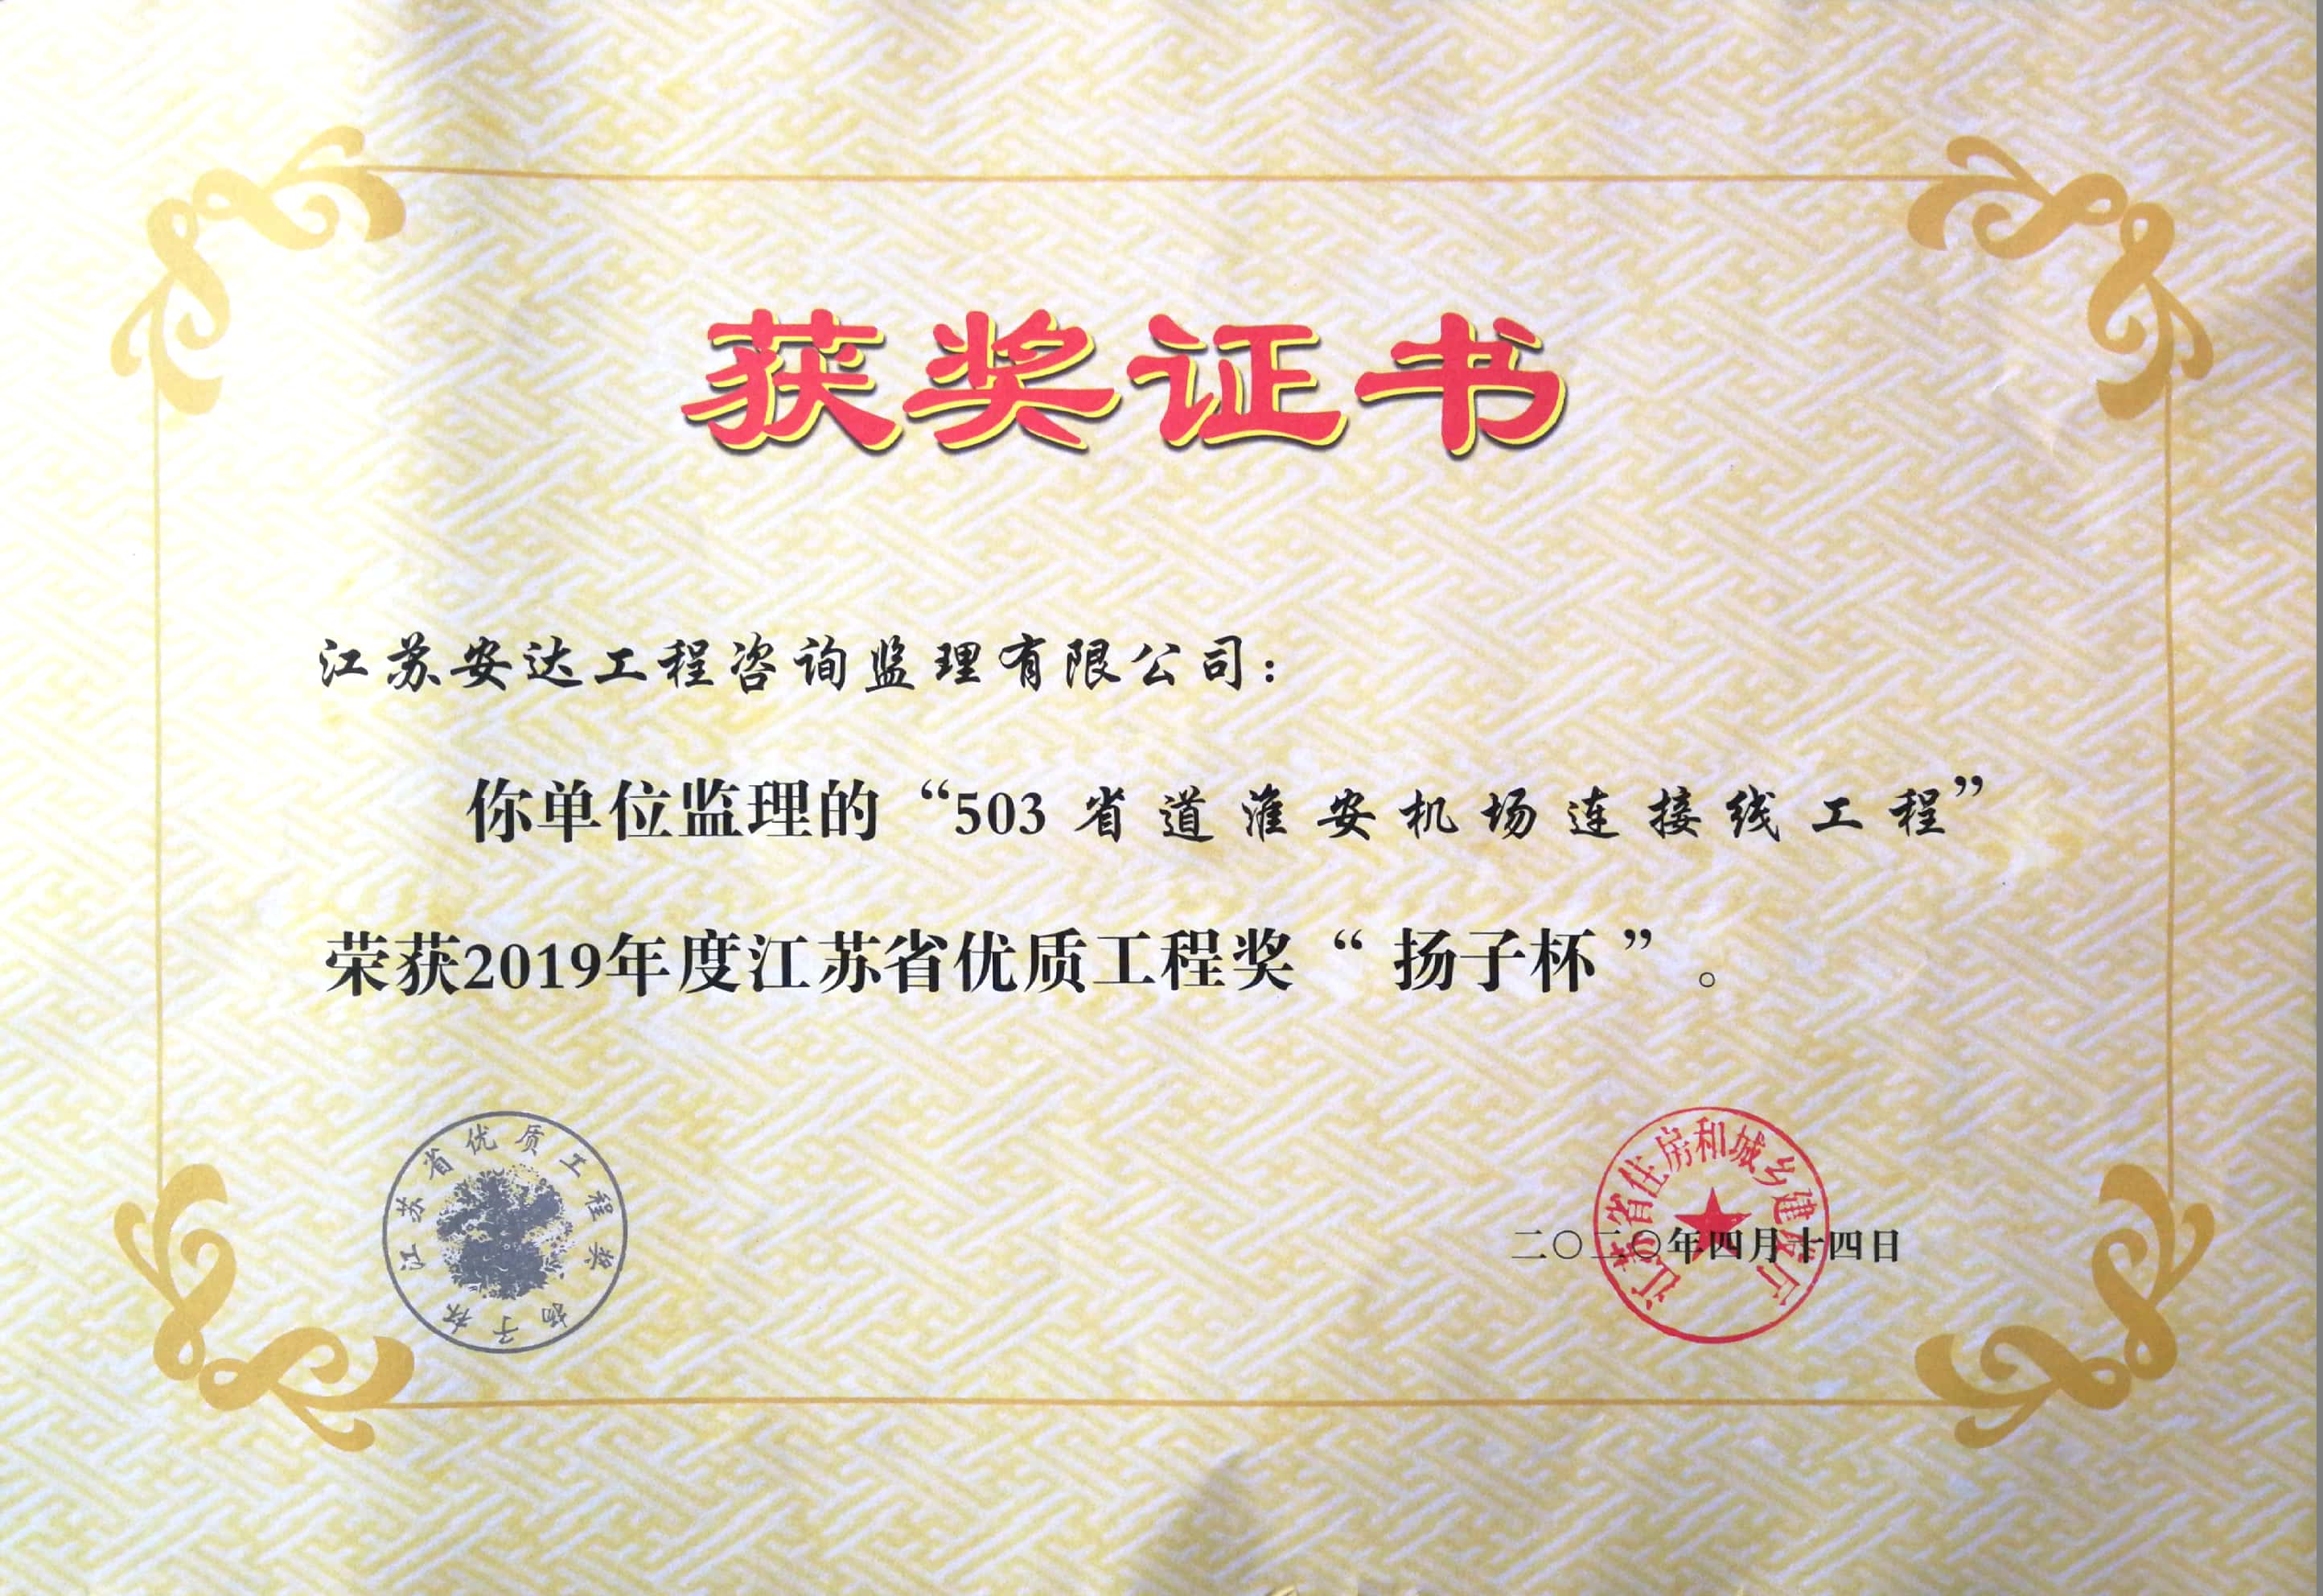 获奖证书
江苏安达工程咨询监理有限公司：
你单位监理的“503省道淮安机场连接线工程”
荣获2019年度江苏省优质工程奖“扬子杯”。
江苏省优质工程奖
扬子杯
江苏省住房和城乡建设厅
二〇二〇年四月十四日